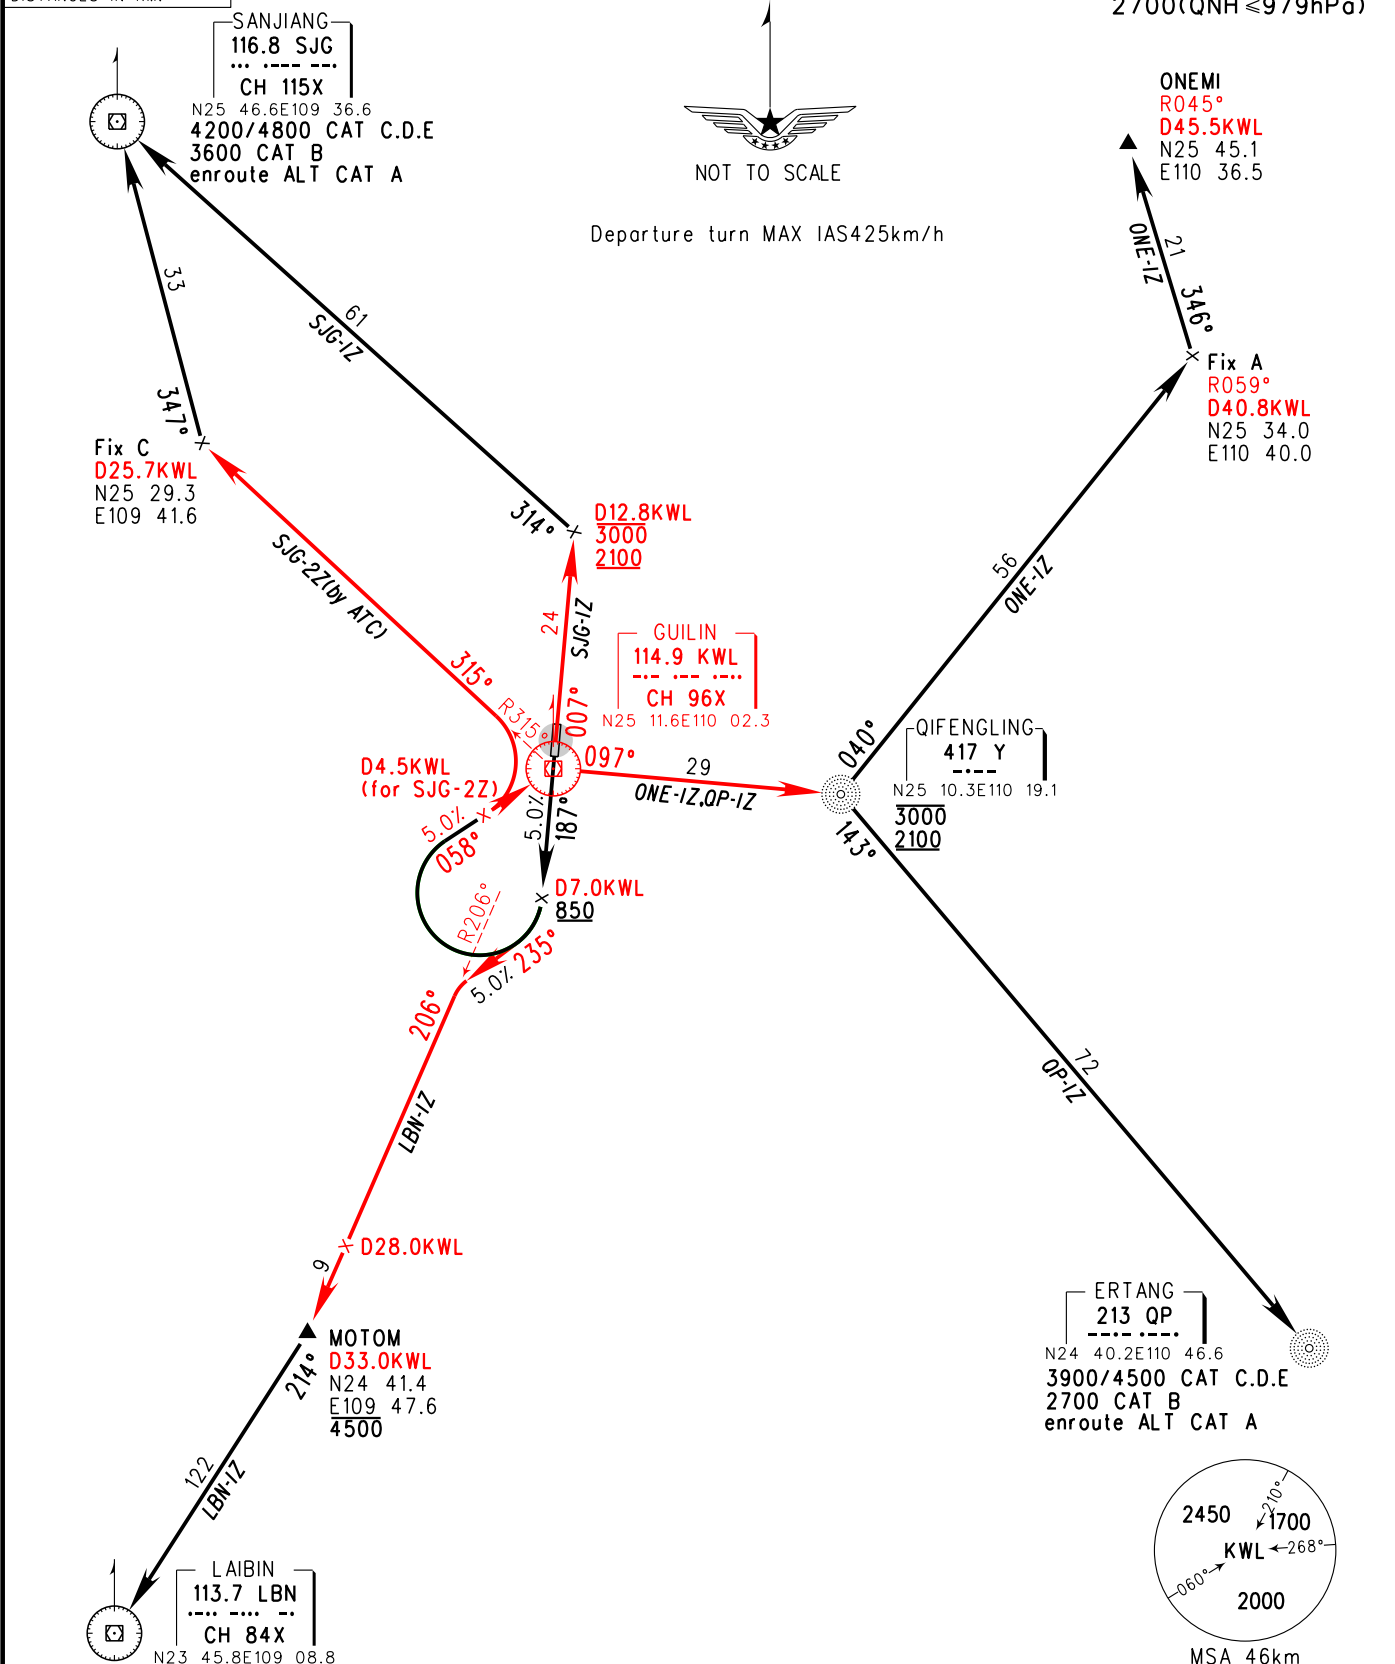 2700(QNH≤979hPa)
SANJIANG
116.8 SJG
CH 115X
N25 46.6E109 36.6
4200/4800 CAT C.D.E
3600 CAT B
enroute ALT CAT A
NOT TO SCALE
Departure turn MAX IAS425km/h
ONEMI
R045°
D45.5KWL
N25 45.1
E110 36.5
21
ONE-1Z
346°
Fix A
R059°
D40.8KWL
N25 34.0
E110 40.0
33
61
SJG-1Z
347°
Fix C
D25.7KWL
N25 29.3
E109 41.6
314°
D12.8KWL
3000
2100
SJG-2Z(by ATC)
56
ONE-1Z
24
SJG-1Z
GUILIN
114.9 KWL
CH 96X
N25 11.6E110 02.3
315°
R315°
007°
097°
29
ONE-1Z,QP-1Z
040°
QIFENGLING
417 Y
N25 10.3E110 19.1
3000
2100
143°
D4.5KWL
(for SJG-2Z)
5.0%
058°
5.0%
187°
D7.0KWL
850
R206°
235°
5.0%
206°
LBN-1Z
72
QP-1Z
D28.0KWL
9
MOTOM
D33.0KWL
N24 41.4
E109 47.6
4500
214°
122
LBN-1Z
ERTANG
213 QP
N24 40.2E110 46.6
3900/4500 CAT C.D.E
2700 CAT B
enroute ALT CAT A
LAIBIN
113.7 LBN
CH 84X
N23 45.8E109 08.8
210°
2450
1700
KWL
268°
060°
2000
MSA 46km